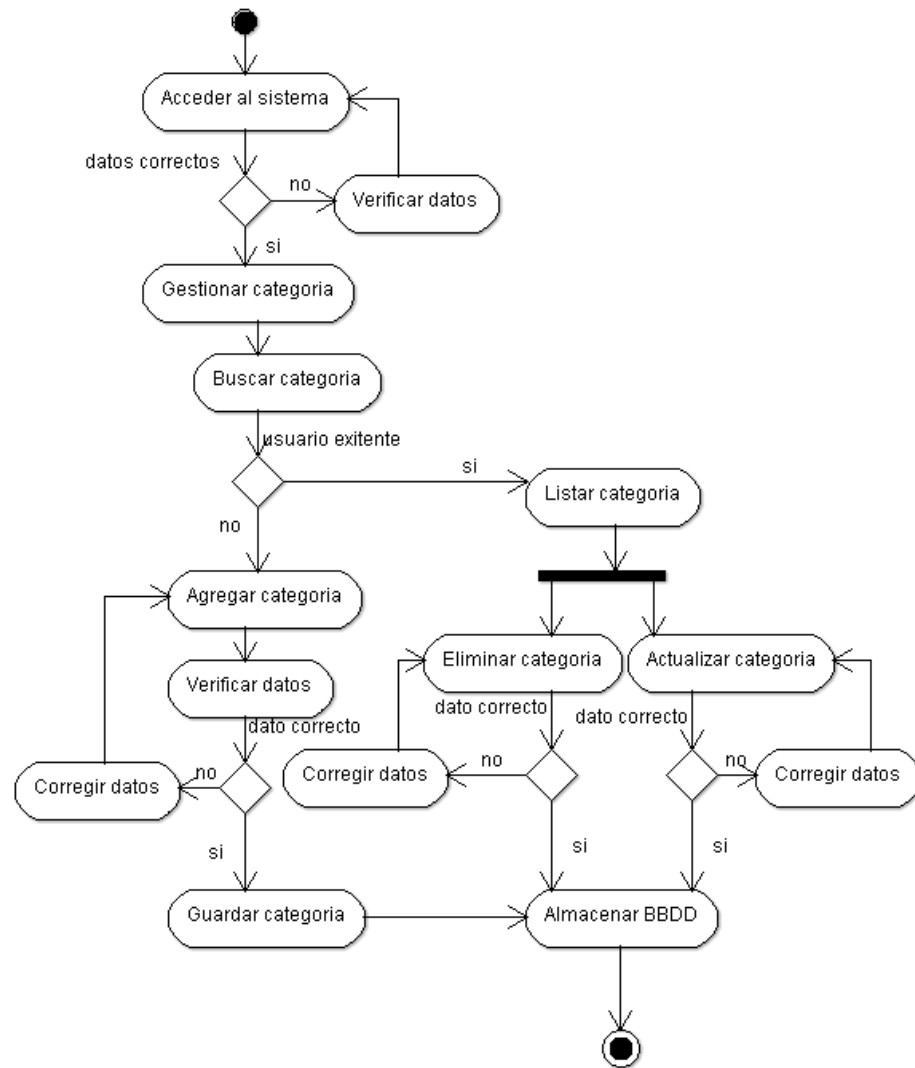 Acceder al sistema
datos correctos
no
Verificar datos
si
Gestionar categoria
Buscar categoria
usuario exitente
si
Listar categoria
no
Agregar categoria
Eliminar categoria
Actualizar categoria
Verificar datos
dato correcto
dato correcto
dato correcto
Corregir datos
no
Corregir datos
no
no
Corregir datos
si
si
si
Guardar categoria
Almacenar BBDD